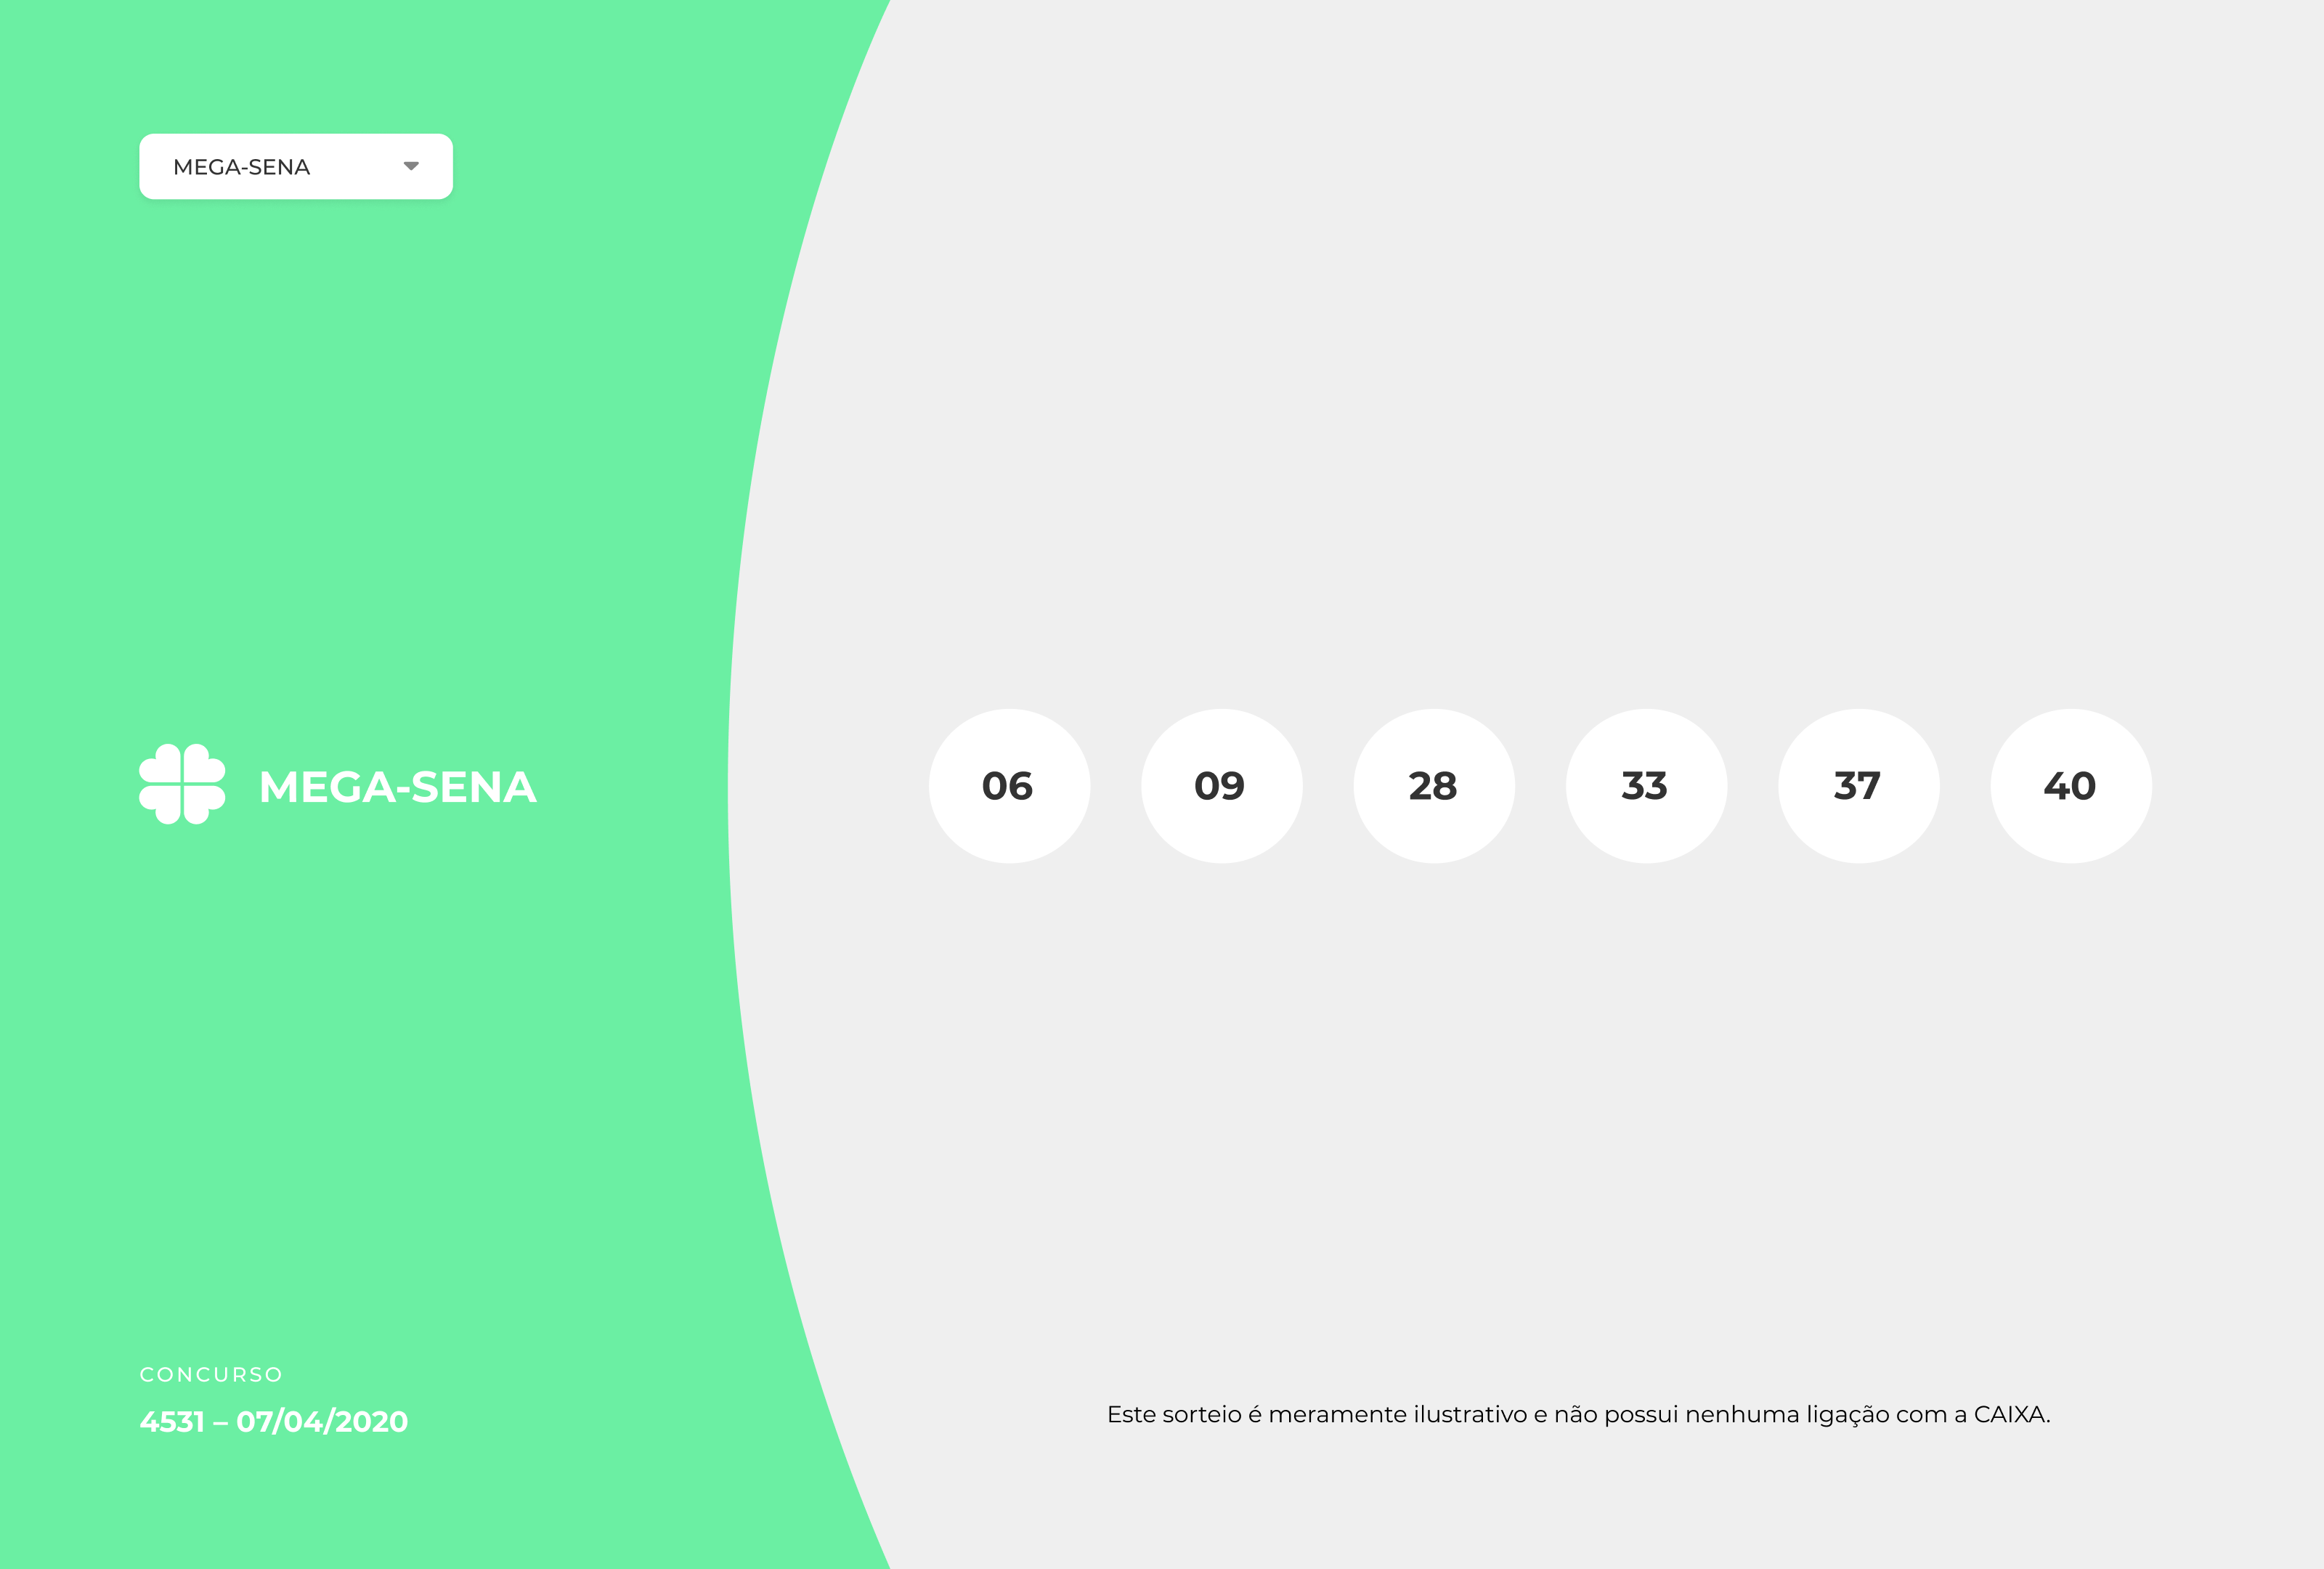 MEGA-SENA
MEGA-SENA
06 09 28 33 37 40
CONCURSO
4531 – 07/04/2020
Este sorteio é meramente ilustrativo e não possui nenhuma ligação com a CAIXA.